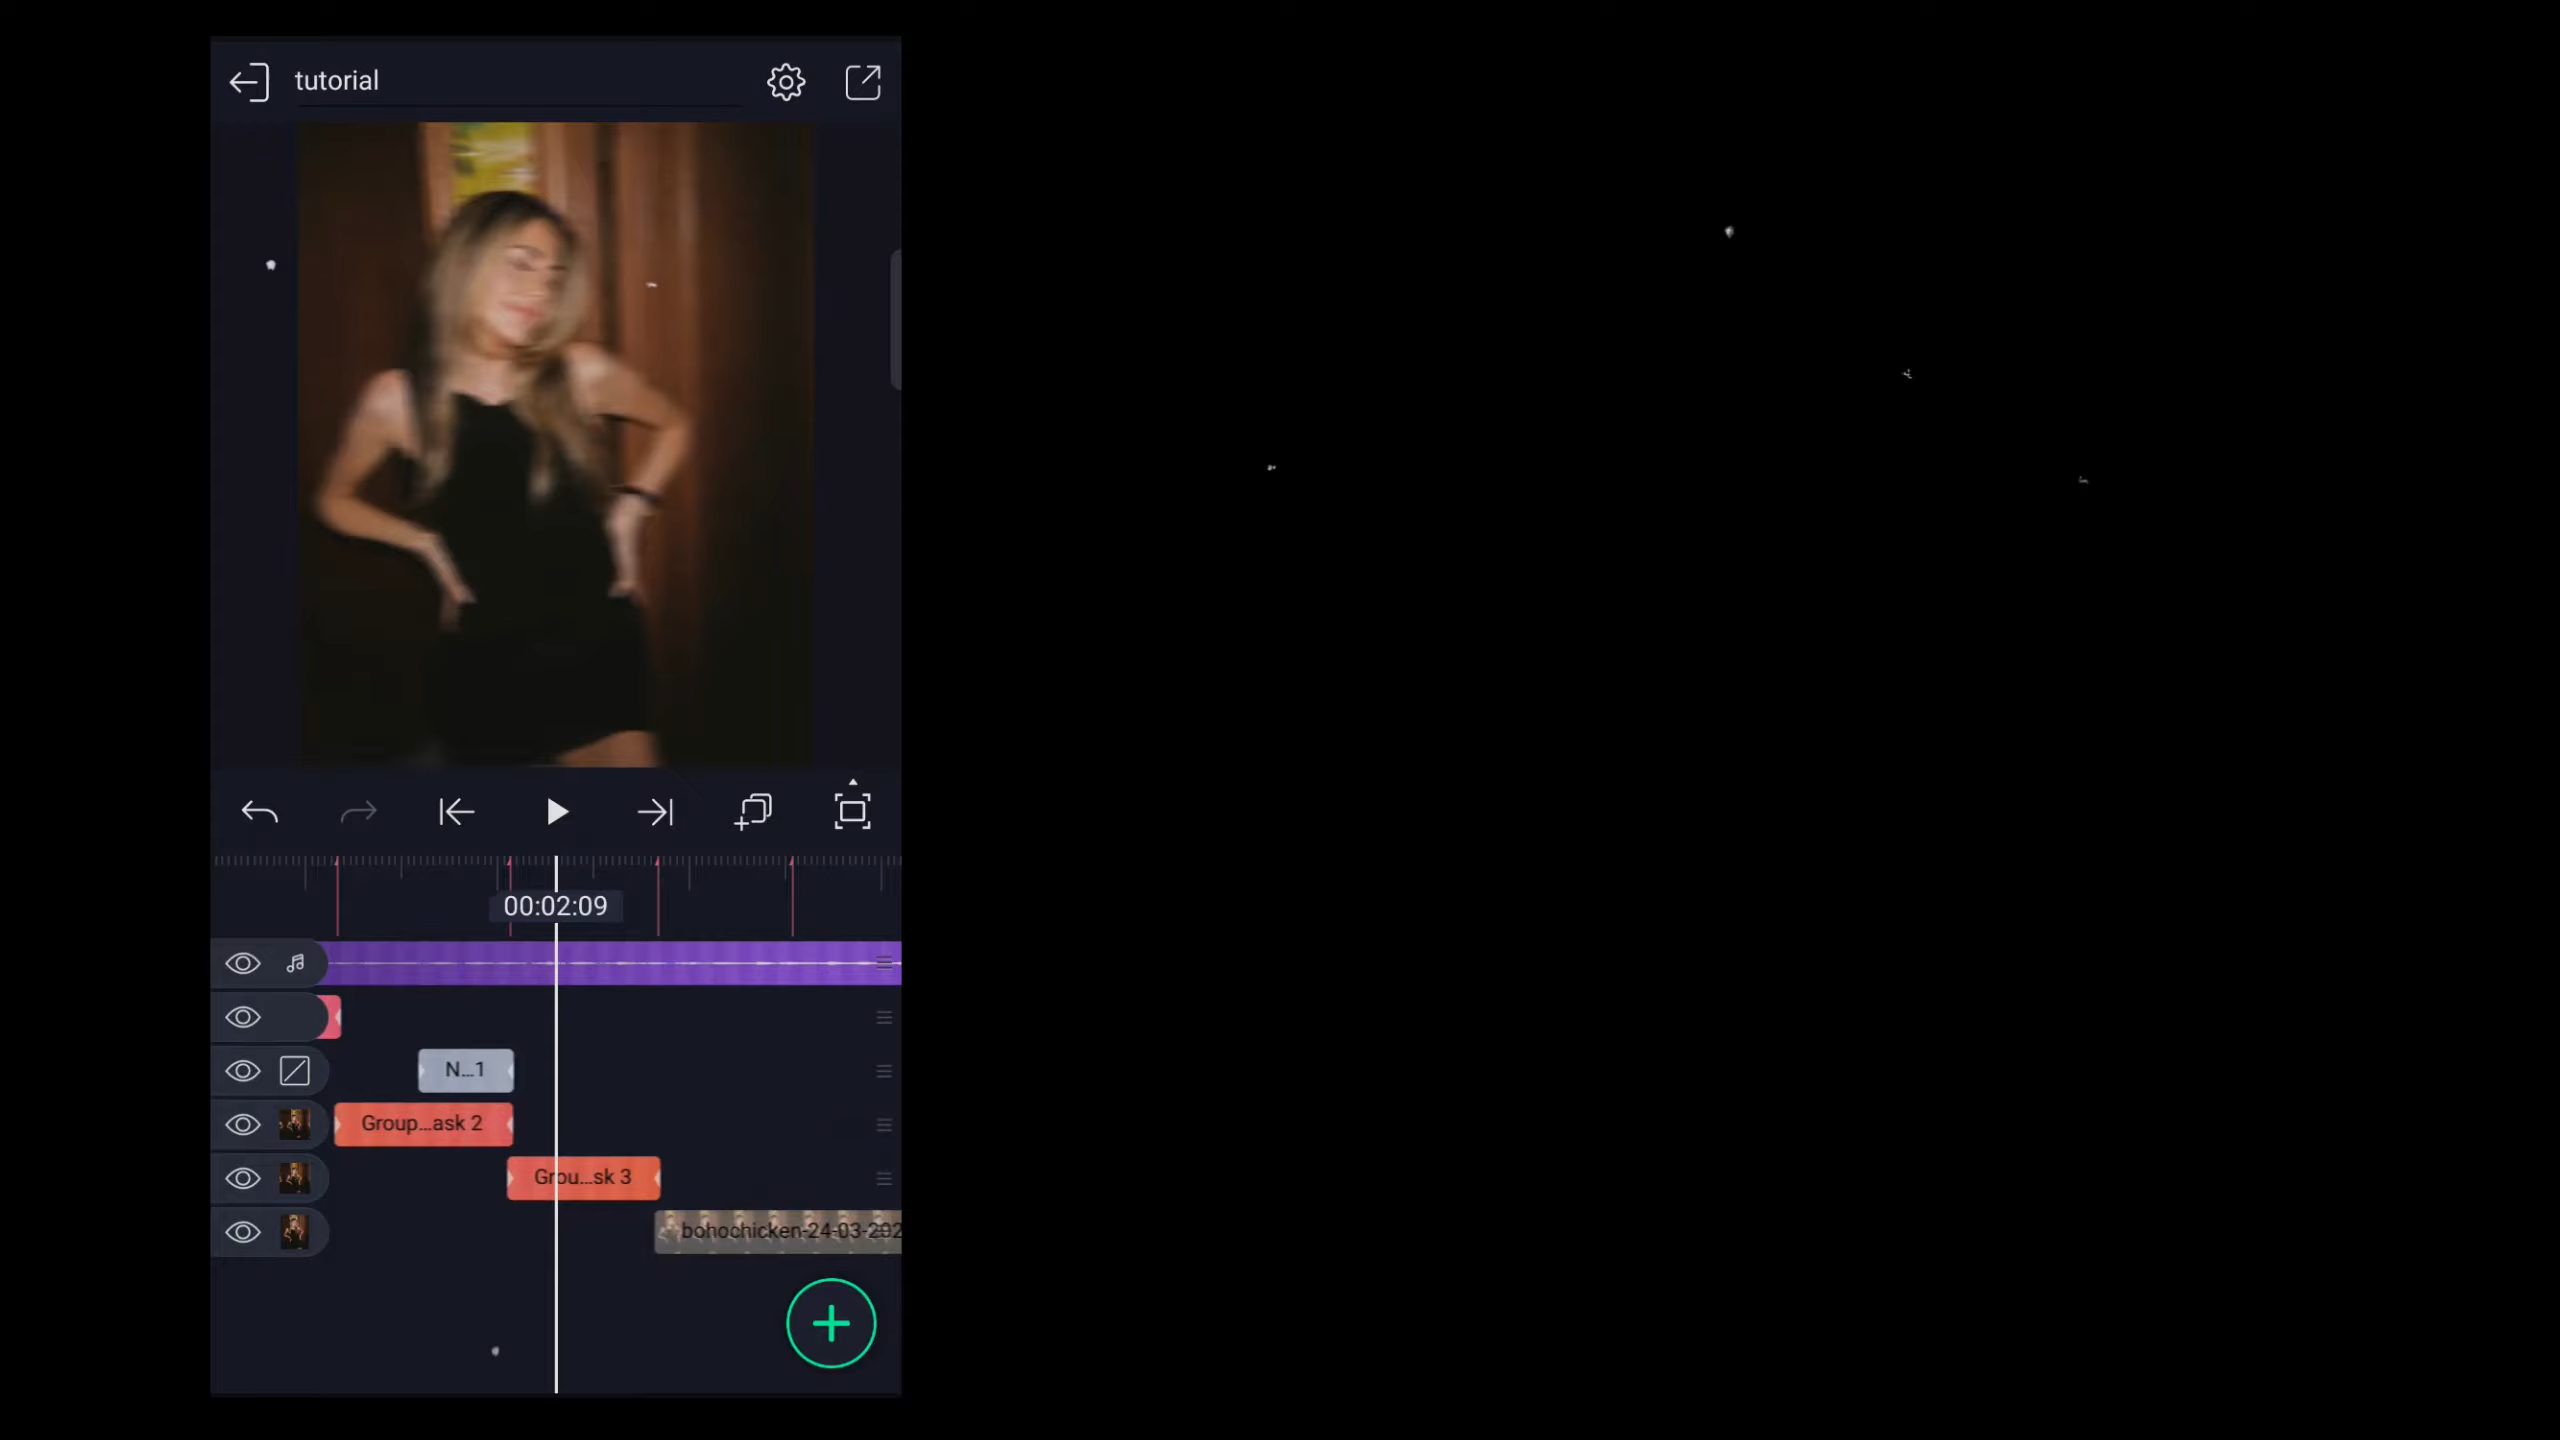 tutorial
00:02:09
N...1
Group...ask 2
Grou...sk 3
bohochicken-24-03-202